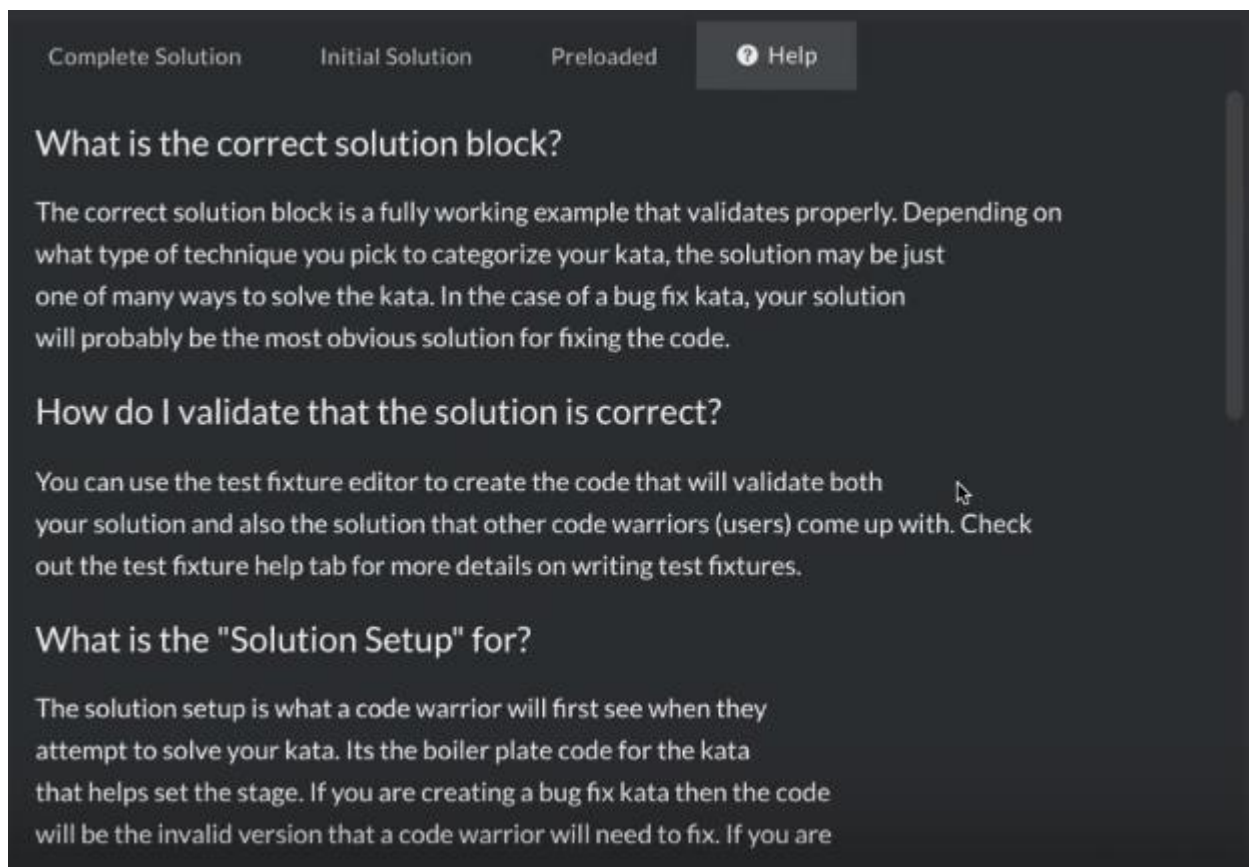 Complete Solution Initial Solution Preloaded Help
What is the correct solution block?
The correct solution block is a fully working example that validates properly. Depending on
what type of technique you pick to categorize your kata, the solution may be just
one of many ways to solve the kata. In the case of a bug fix kata, your solution
will probably be the most obvious solution for fixing the code.
How do I validate that the solution is correct?
You can use the test fixture editor to create the code that will validate both
your solution and also the solution that other code warriors (users) come up with. Check
out the test fixture help tab for more details on writing test fixtures.
What is the "Solution Setup" for?
The solution setup is what a code warrior will first see when they
attempt to solve your kata. Its the boiler plate code for the kata
that helps set the stage. If you are creating a bug fix kata then the code
will be the invalid version that a code warrior will need to fix. If you are